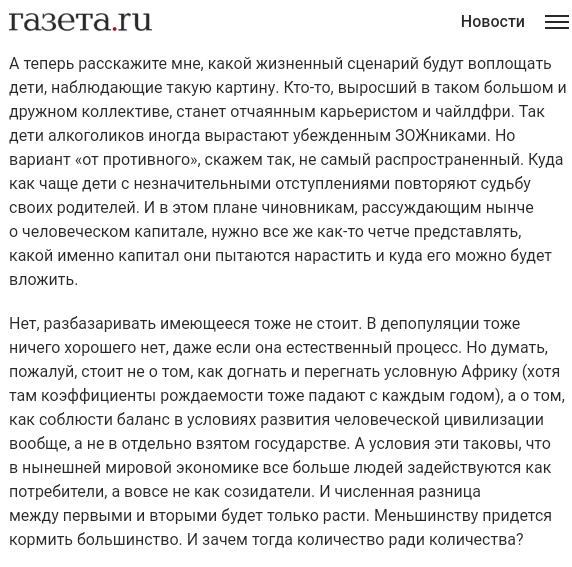 газета.ru
Новости
А теперь расскажите мне, какой жизненный сценарий будут воплощать
дети, наблюдающие такую картину. Кто-то, выросший в таком большом и
дружном коллективе, станет отчаянным карьеристом и чайлдфри. Так
дети алкоголиков иногда вырастают убежденным ЗОЖниками. Но
вариант «от противного», скажем так, не самый распространенный. Куда
как чаще дети с незначительными отступлениями повторяют судьбу
своих родителей. И в этом плане чиновникам, рассуждающим нынче
о человеческом капитале, нужно все же как-то четче представлять,
какой именно капитал они пытаются нарастить и куда его можно будет
вложить.
Нет, разбазаривать имеющееся тоже не стоит. В депопуляции тоже
ничего хорошего нет, даже если она естественный процесс. Но думать,
пожалуй, стоит не о том, как догнать и перегнать условную Африку (хотя
там коэффициенты рождаемости тоже падают с каждым годом), а о том,
как соблюсти баланс в условиях развития человеческой цивилизации
вообще, а не в отдельно взятом государстве. А условия эти таковы, что
в нынешней мировой экономике все больше людей задействуются как
потребители, а вовсе не как созидатели. И численная разница
между первыми и вторыми будет только расти. Меньшинству придется
кормить большинство. И зачем тогда количество ради количества?